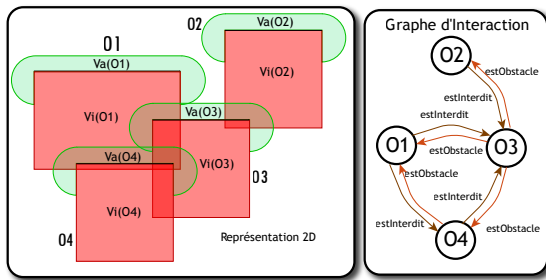 O1
O2
Va(O2)
Va(O1)
Vi(O2)
Vi(O1)
Va(O3)
Va(O4)
Vi(O3)
O3
Vi(O4)
O4
Représentation 2D
Graphe d'Interaction
O2
estObstacle
estInterdit
estInterdit
O1
O3
estObstacle
estObstacle
estInterdit
estInterdit
estObstacle
O4